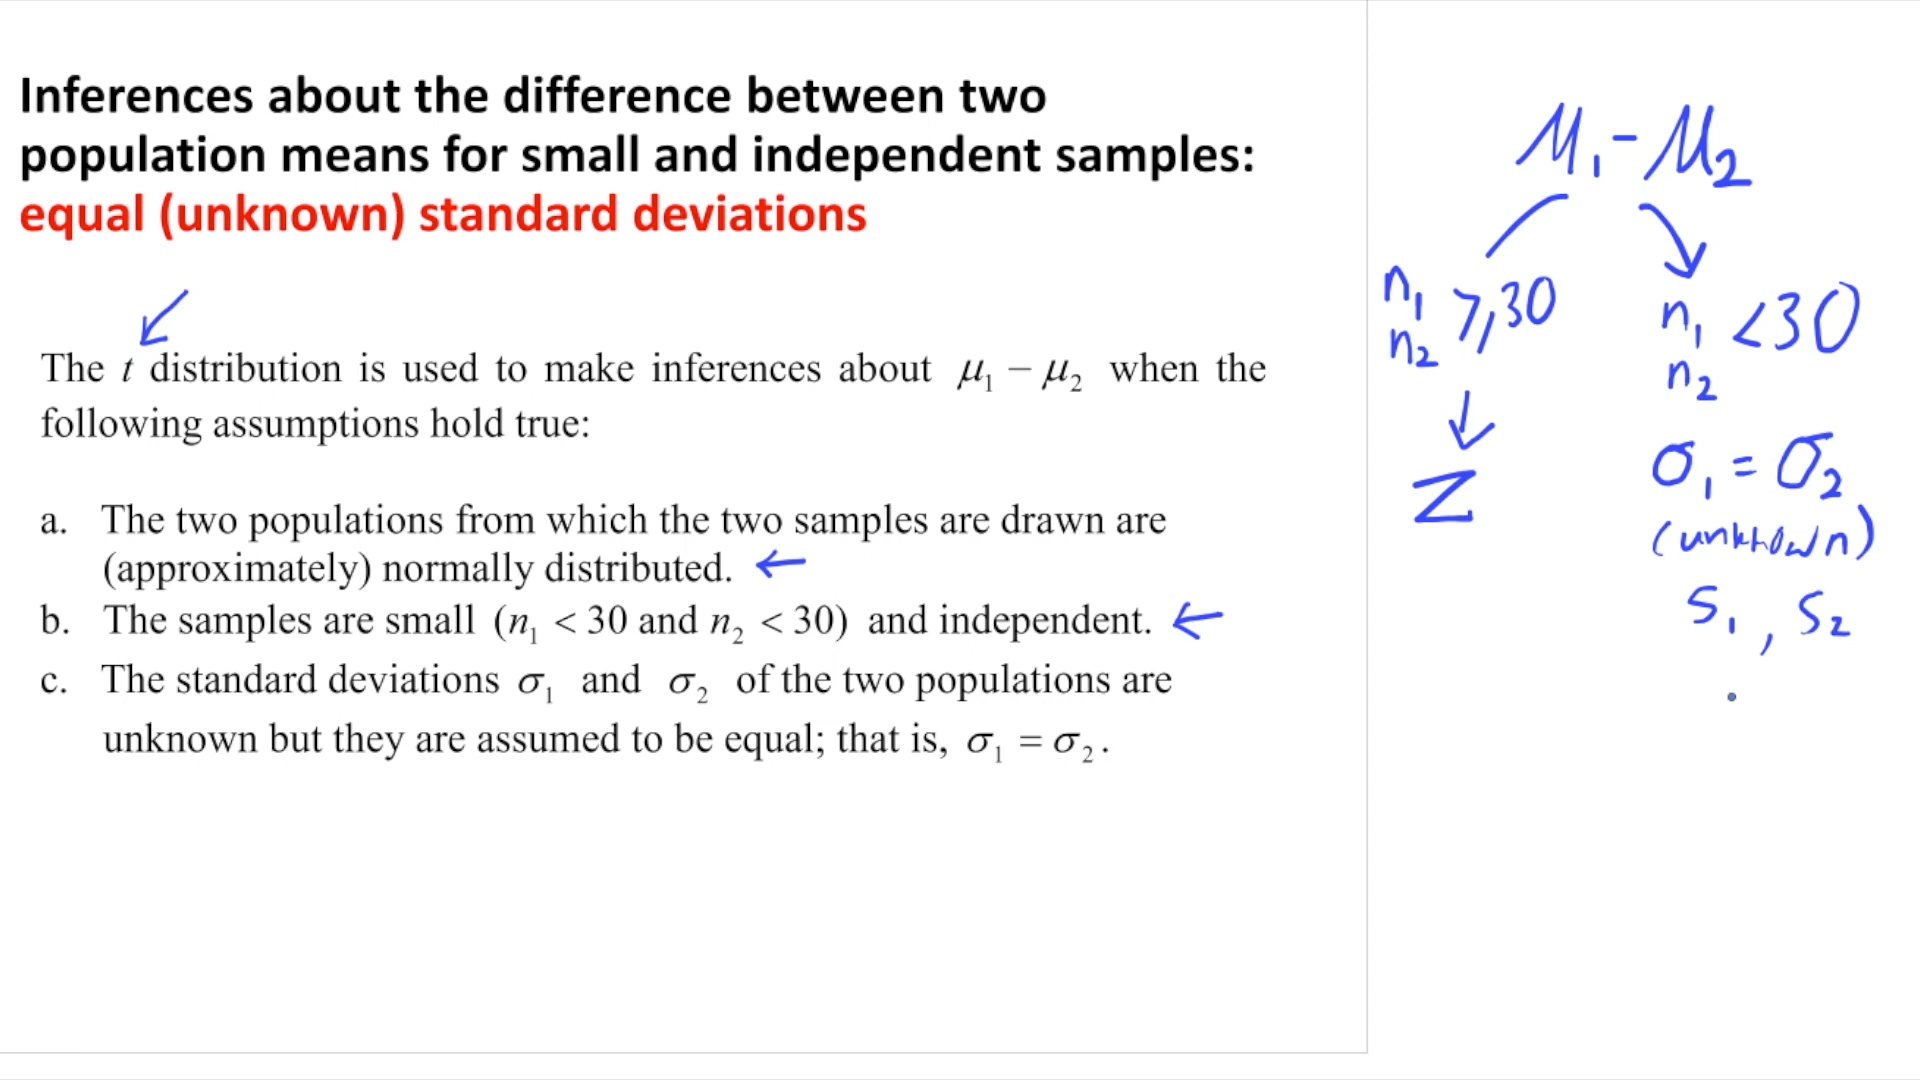 Inferences about the difference between two
population means for small and independent samples:
equal (unknown) standard deviations
The t distribution is used to make inferences about μ₁ − μ₂ when the
following assumptions hold true:
a. The two populations from which the two samples are drawn are
(approximately) normally distributed. ←
b. The samples are small (n₁ < 30 and n₂ < 30) and independent. ←
c. The standard deviations σ₁ and σ₂ of the two populations are
unknown but they are assumed to be equal; that is, σ₁ = σ₂.
μ₁ - μ₂
n₁ ≥ 30
n₂
↓
Z
n₁ < 30
n₂
σ₁ = σ₂
(unknown)
S₁, S₂